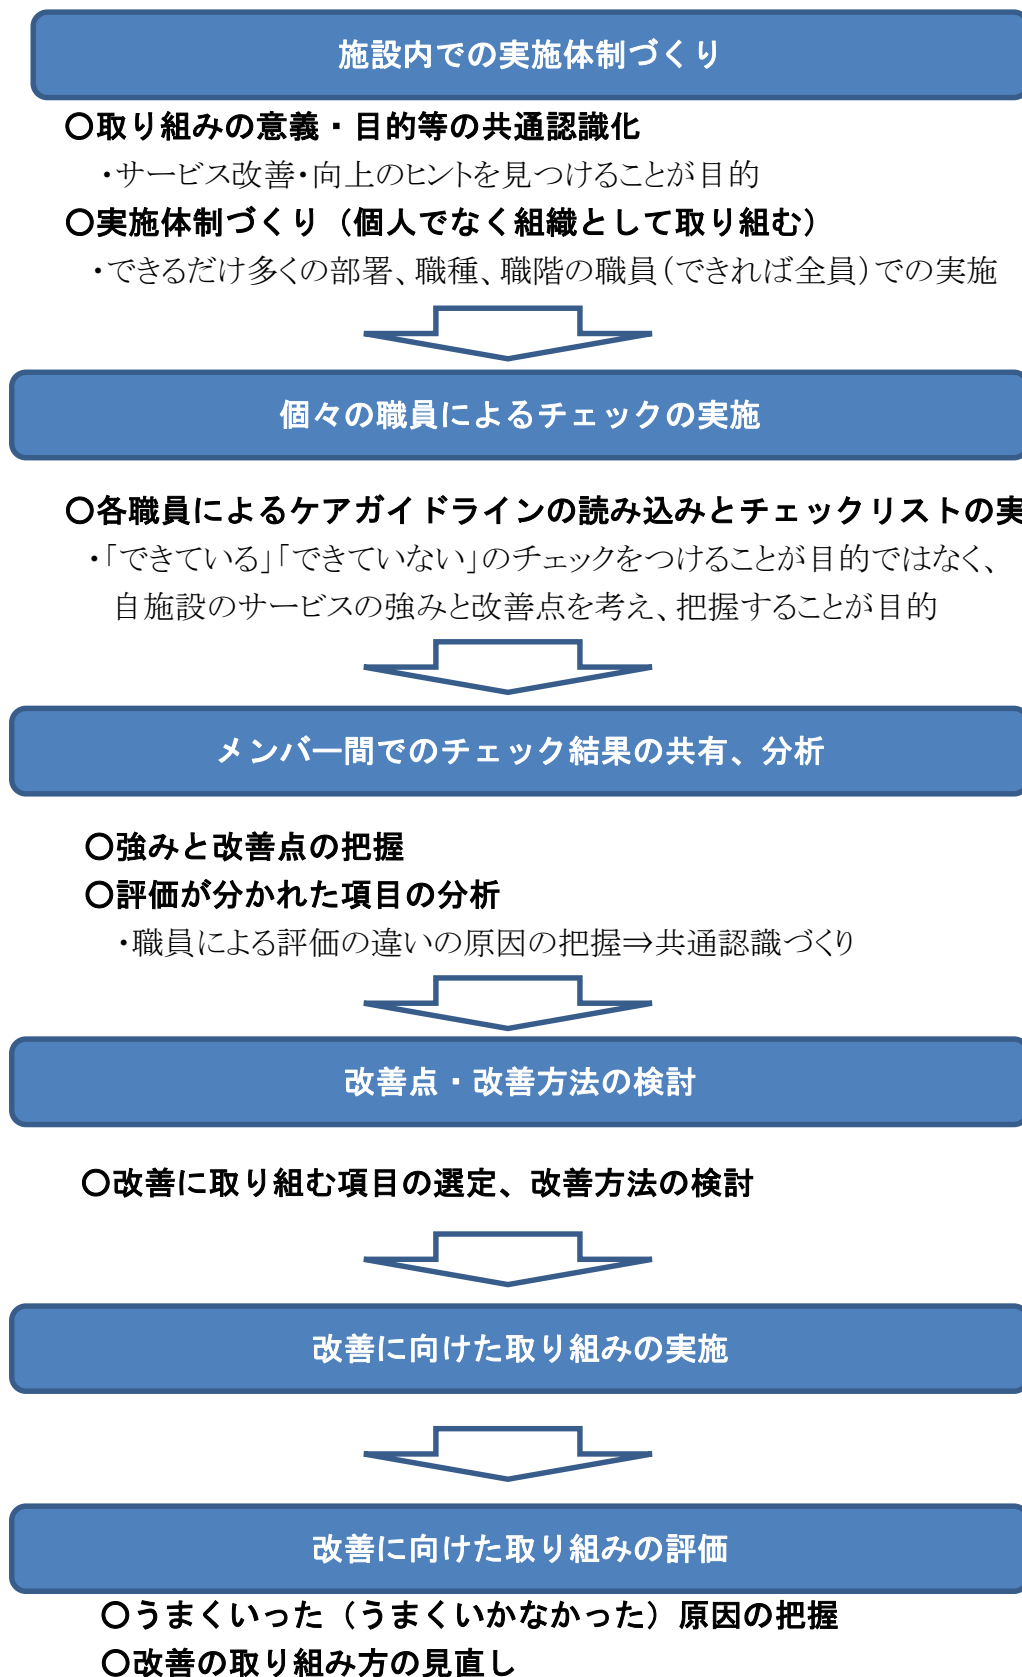 施設内での実施体制づくり
〇取り組みの意義・目的等の共通認識化
・サービス改善・向上のヒントを見つけることが目的
〇実施体制づくり（個人でなく組織として取り組む）
・できるだけ多くの部署、職種、職階の職員（できれば全員）での実施
個々の職員によるチェックの実施
〇各職員によるケアガイドラインの読み込みとチェックリストの実
・「できている」「できていない」のチェックをつけることが目的ではなく、
自施設のサービスの強みと改善点を考え、把握することが目的
メンバー間でのチェック結果の共有、分析
〇強みと改善点の把握
〇評価が分かれた項目の分析
・職員による評価の違いの原因の把握⇒共通認識づくり
改善点・改善方法の検討
〇改善に取り組む項目の選定、改善方法の検討
改善に向けた取り組みの実施
改善に向けた取り組みの評価
〇うまくいった（うまくいかなかった）原因の把握
〇改善の取り組み方の見直し